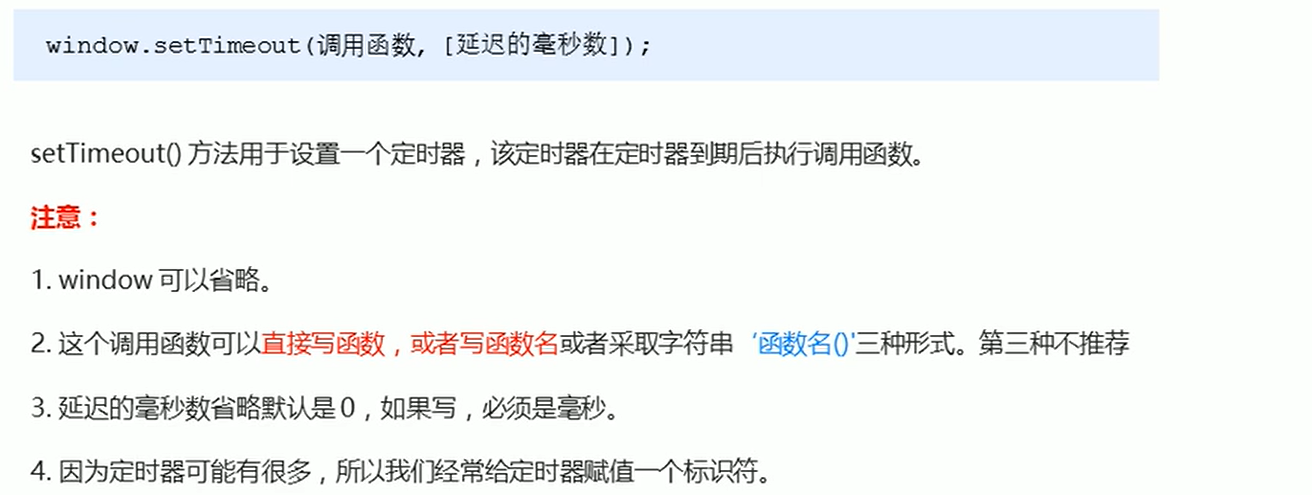 window.setTimeout(调用函数, [延迟的毫秒数]);
setTimeout() 方法用于设置一个定时器，该定时器在定时器到期后执行调用函数。
注意：
1. window 可以省略。
2. 这个调用函数可以直接写函数，或者写函数名或者采取字符串 ‘函数名()'三种形式。第三种不推荐
3. 延迟的毫秒数省略默认是 0，如果写，必须是毫秒。
4. 因为定时器可能有很多，所以我们经常给定时器赋值一个标识符。